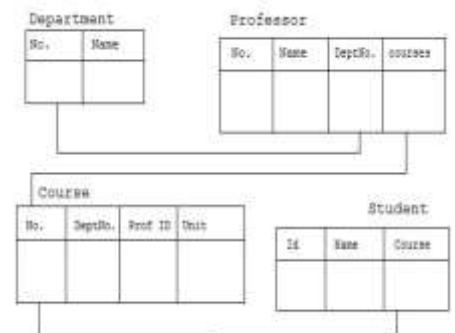 Department
No. Name
Professor
No. Name DeptNo. courses
Course
No. DeptNo. Prof ID Unit
Student
Id Name Course